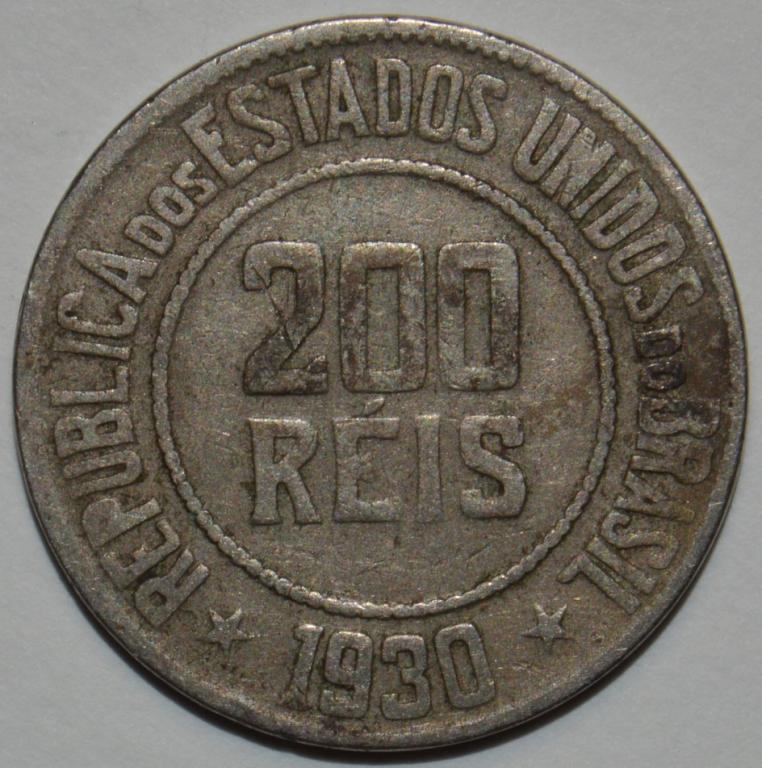 REPUBLICA DOS ESTADOS UNIDOS DO BRASIL
200
RÉIS
1930